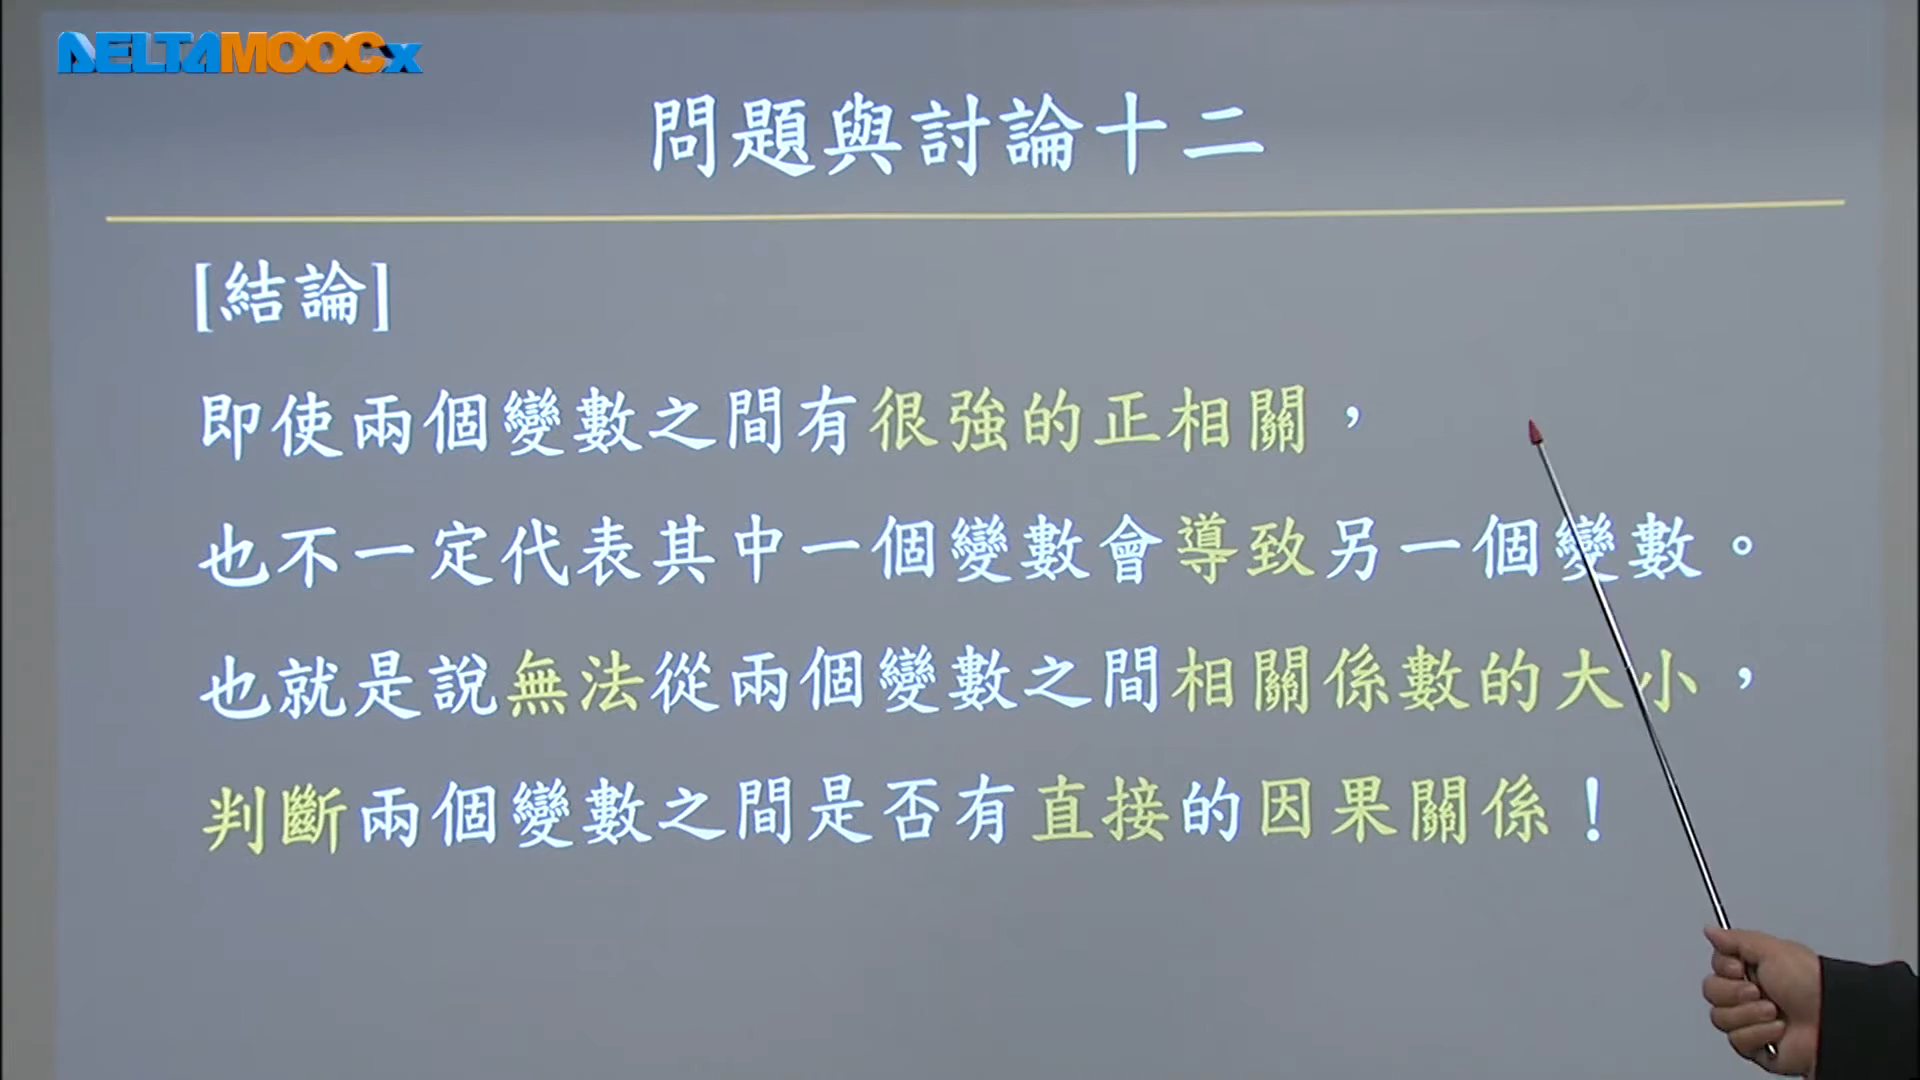 DELTAMOOCx
問題與討論十二
[結論]
即使兩個變數之間有很強的正相關，
也不一定代表其中一個變數會導致另一個變數。
也就是說無法從兩個變數之間相關係數的大小，
判斷兩個變數之間是否有直接的因果關係！